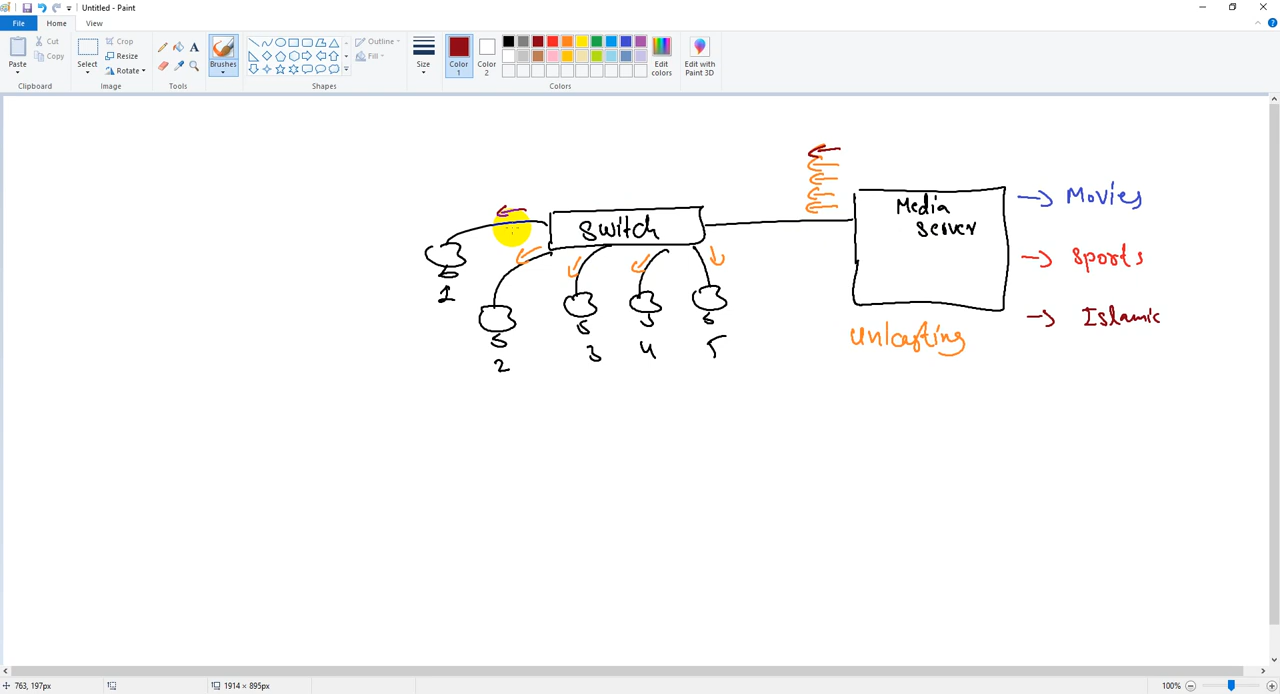 Untitled - Paint
File Home View
Paste
Cut
Copy
Clipboard
Select
Crop
Resize
Rotate
Image
Tools
Brushes
Shapes
Outline
Fill
Size
Color 1
Color 2
Edit colors
Colors
Edit with Paint 3D
Switch
Media Server
Movies
Sports
Islamic
Unicasting
1
2
3
4
5
763, 197px
1914 × 895px
100%